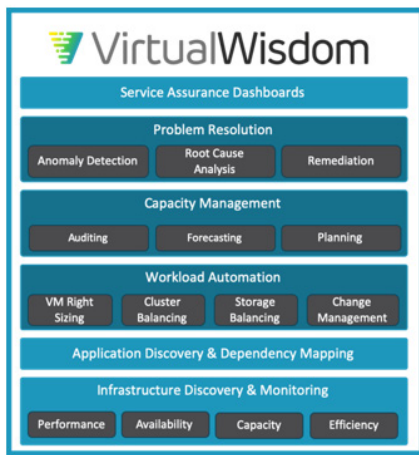 VirtualWisdom
Service Assurance Dashboards
Problem Resolution
Anomaly Detection
Root Cause
Analysis
Remediation
Capacity Management
Auditing
Forecasting
Planning
Workload Automation
VM Right
Sizing
Cluster
Balancing
Storage
Balancing
Change
Management
Application Discovery & Dependency Mapping
Infrastructure Discovery & Monitoring
Performance
Availability
Capacity
Efficiency